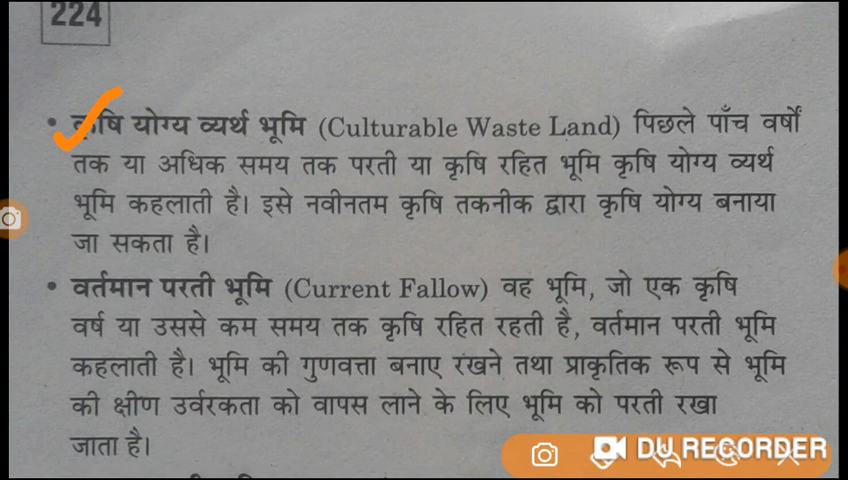 224
• कृषि योग्य व्यर्थ भूमि (Culturable Waste Land) पिछले पाँच वर्षों
तक या अधिक समय तक परती या कृषि रहित भूमि कृषि योग्य व्यर्थ
भूमि कहलाती है। इसे नवीनतम कृषि तकनीक द्वारा कृषि योग्य बनाया
जा सकता है।
• वर्तमान परती भूमि (Current Fallow) वह भूमि, जो एक कृषि
वर्ष या उससे कम समय तक कृषि रहित रहती है, वर्तमान परती भूमि
कहलाती है। भूमि की गुणवत्ता बनाए रखने तथा प्राकृतिक रूप से भूमि
की क्षीण उर्वरकता को वापस लाने के लिए भूमि को परती रखा
जाता है।
DU RECORDER